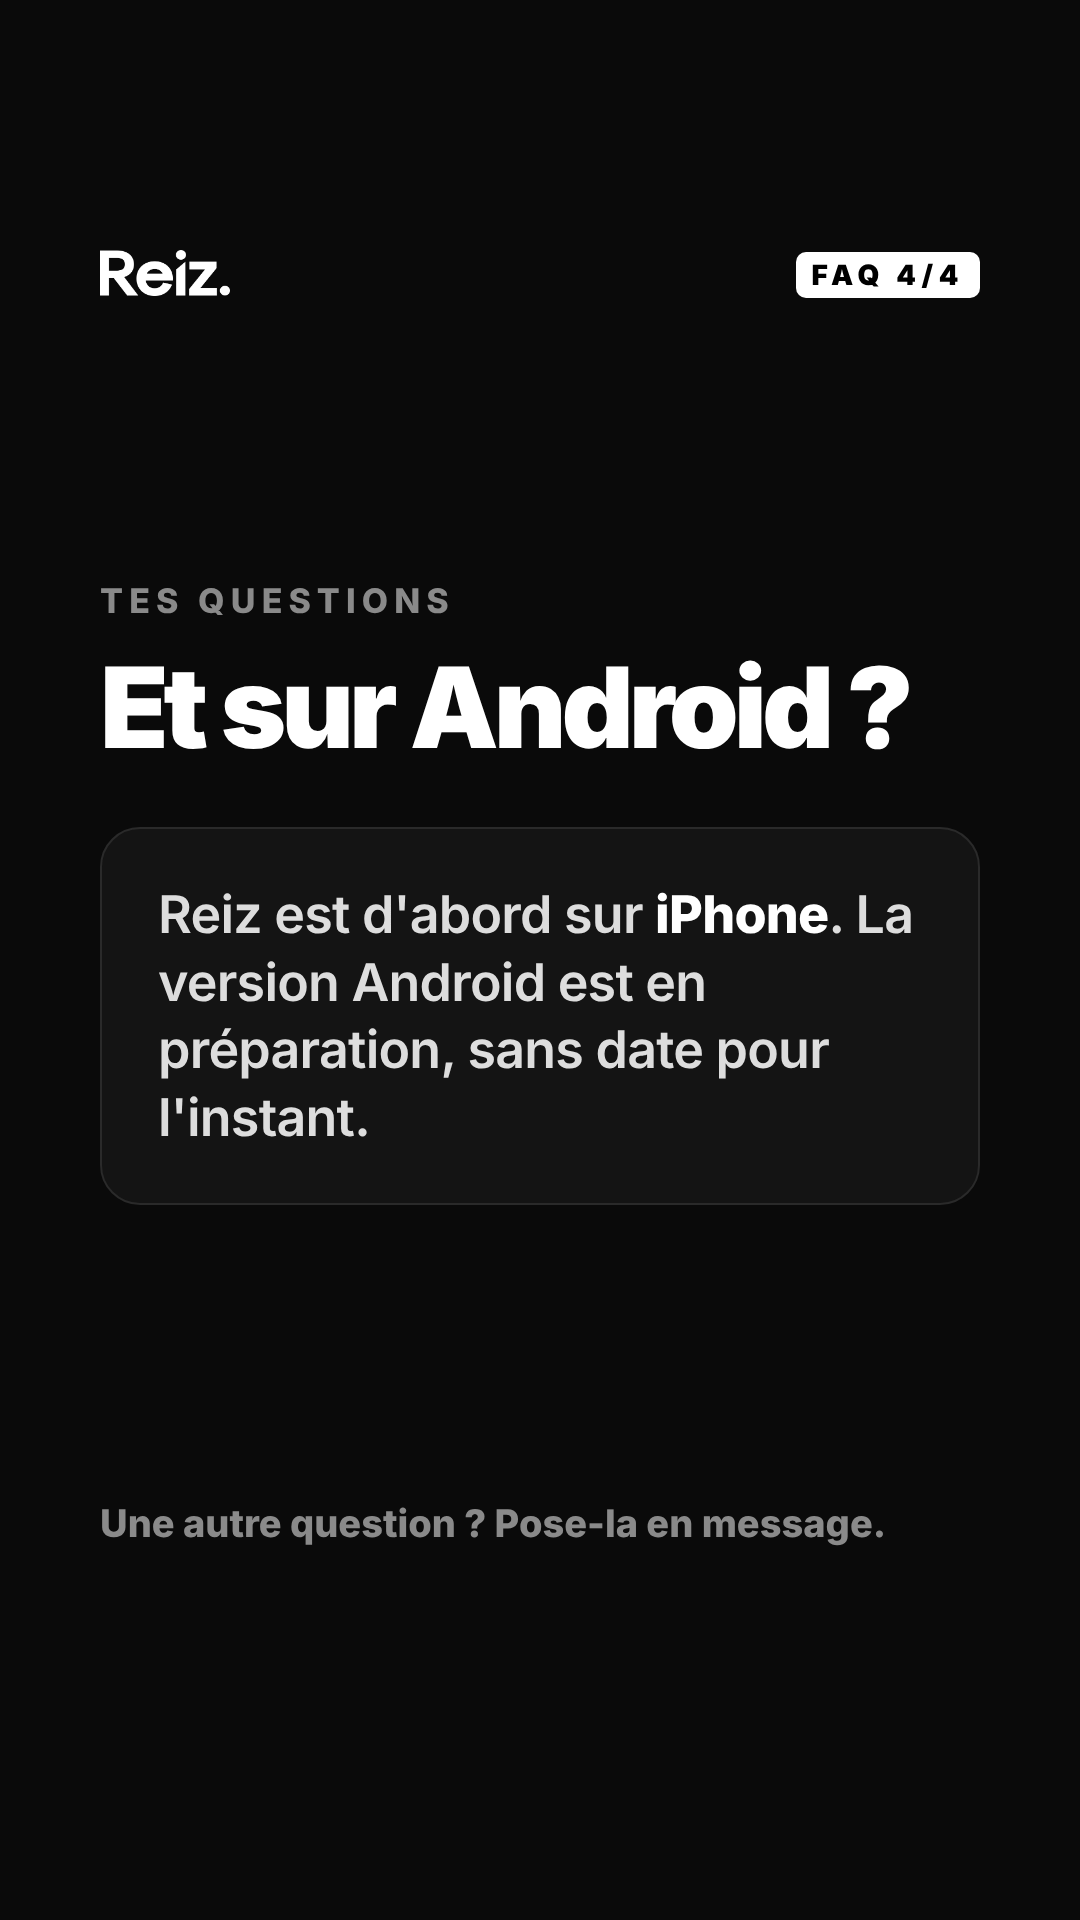 Reiz.
FAQ 4/4
TES QUESTIONS
Et sur Android ?
Reiz est d'abord sur iPhone. La
version Android est en
préparation, sans date pour
l'instant.
Une autre question ? Pose-la en message.